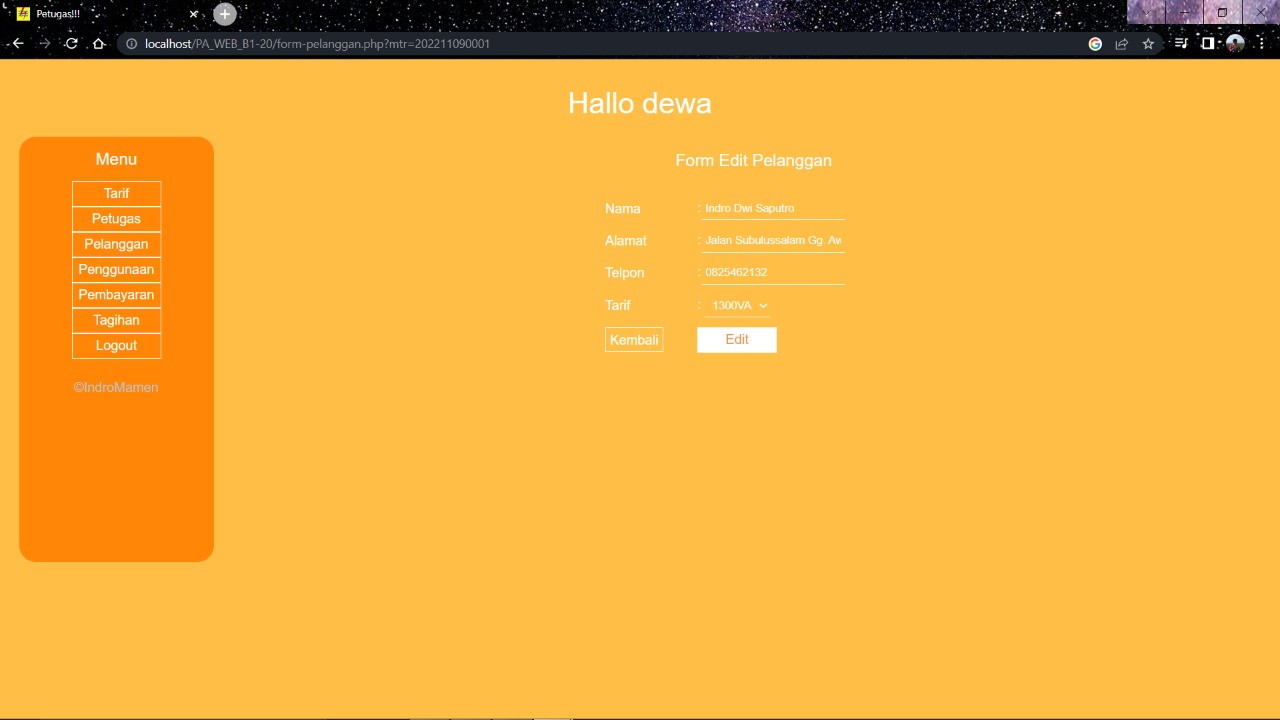 Petugas!!!
localhost/PA_WEB_B1-20/form-pelanggan.php?mtr=202211090001
Hallo dewa
Menu
Tarif
Petugas
Pelanggan
Penggunaan
Pembayaran
Tagihan
Logout
©IndroMamen
Form Edit Pelanggan
Nama : Indro Dwi Saputro
Alamat : Jalan Subulussalam Gg. Aw
Telpon : 0825462132
Tarif : 1300VA
Kembali Edit